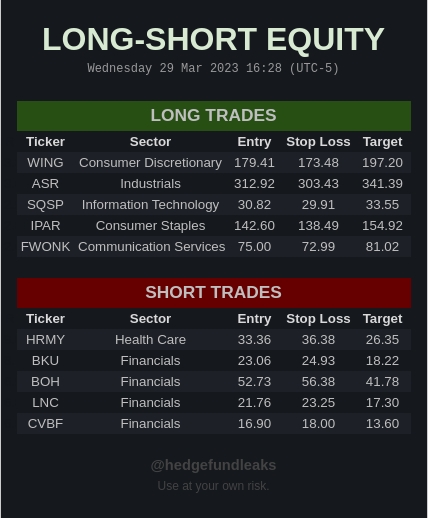 LONG-SHORT EQUITY
Wednesday 29 Mar 2023 16:28 (UTC-5)
LONG TRADES
Ticker Sector Entry Stop Loss Target
WING Consumer Discretionary 179.41 173.48 197.20
ASR Industrials 312.92 303.43 341.39
SQSP Information Technology 30.82 29.91 33.55
IPAR Consumer Staples 142.60 138.49 154.92
FWONK Communication Services 75.00 72.99 81.02
SHORT TRADES
Ticker Sector Entry Stop Loss Target
HRMY Health Care 33.36 36.38 26.35
BKU Financials 23.06 24.93 18.22
BOH Financials 52.73 56.38 41.78
LNC Financials 21.76 23.25 17.30
CVBF Financials 16.90 18.00 13.60
@hedgefundleaks
Use at your own risk.